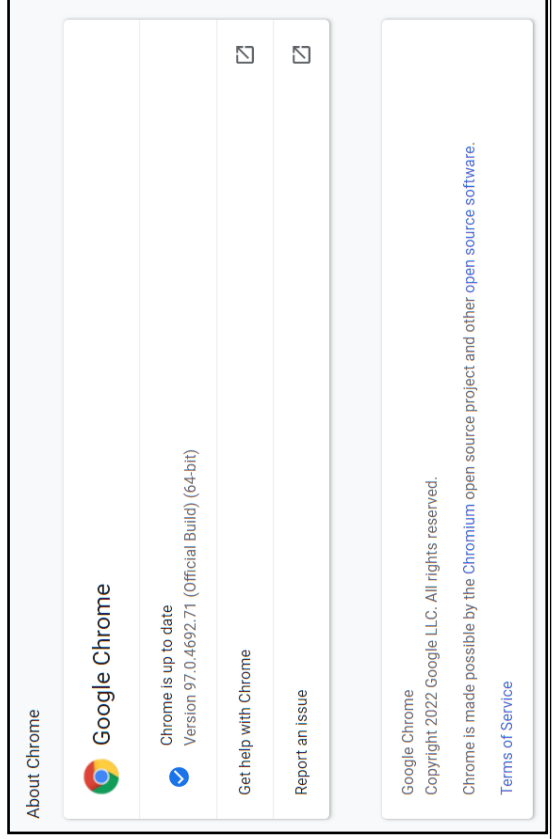 About Chrome
Google Chrome
Chrome is up to date
Version 97.0.4692.71 (Official Build) (64-bit)
Get help with Chrome
Report an issue
Google Chrome
Copyright 2022 Google LLC. All rights reserved.
Chrome is made possible by the Chromium open source project and other open source software.
Terms of Service